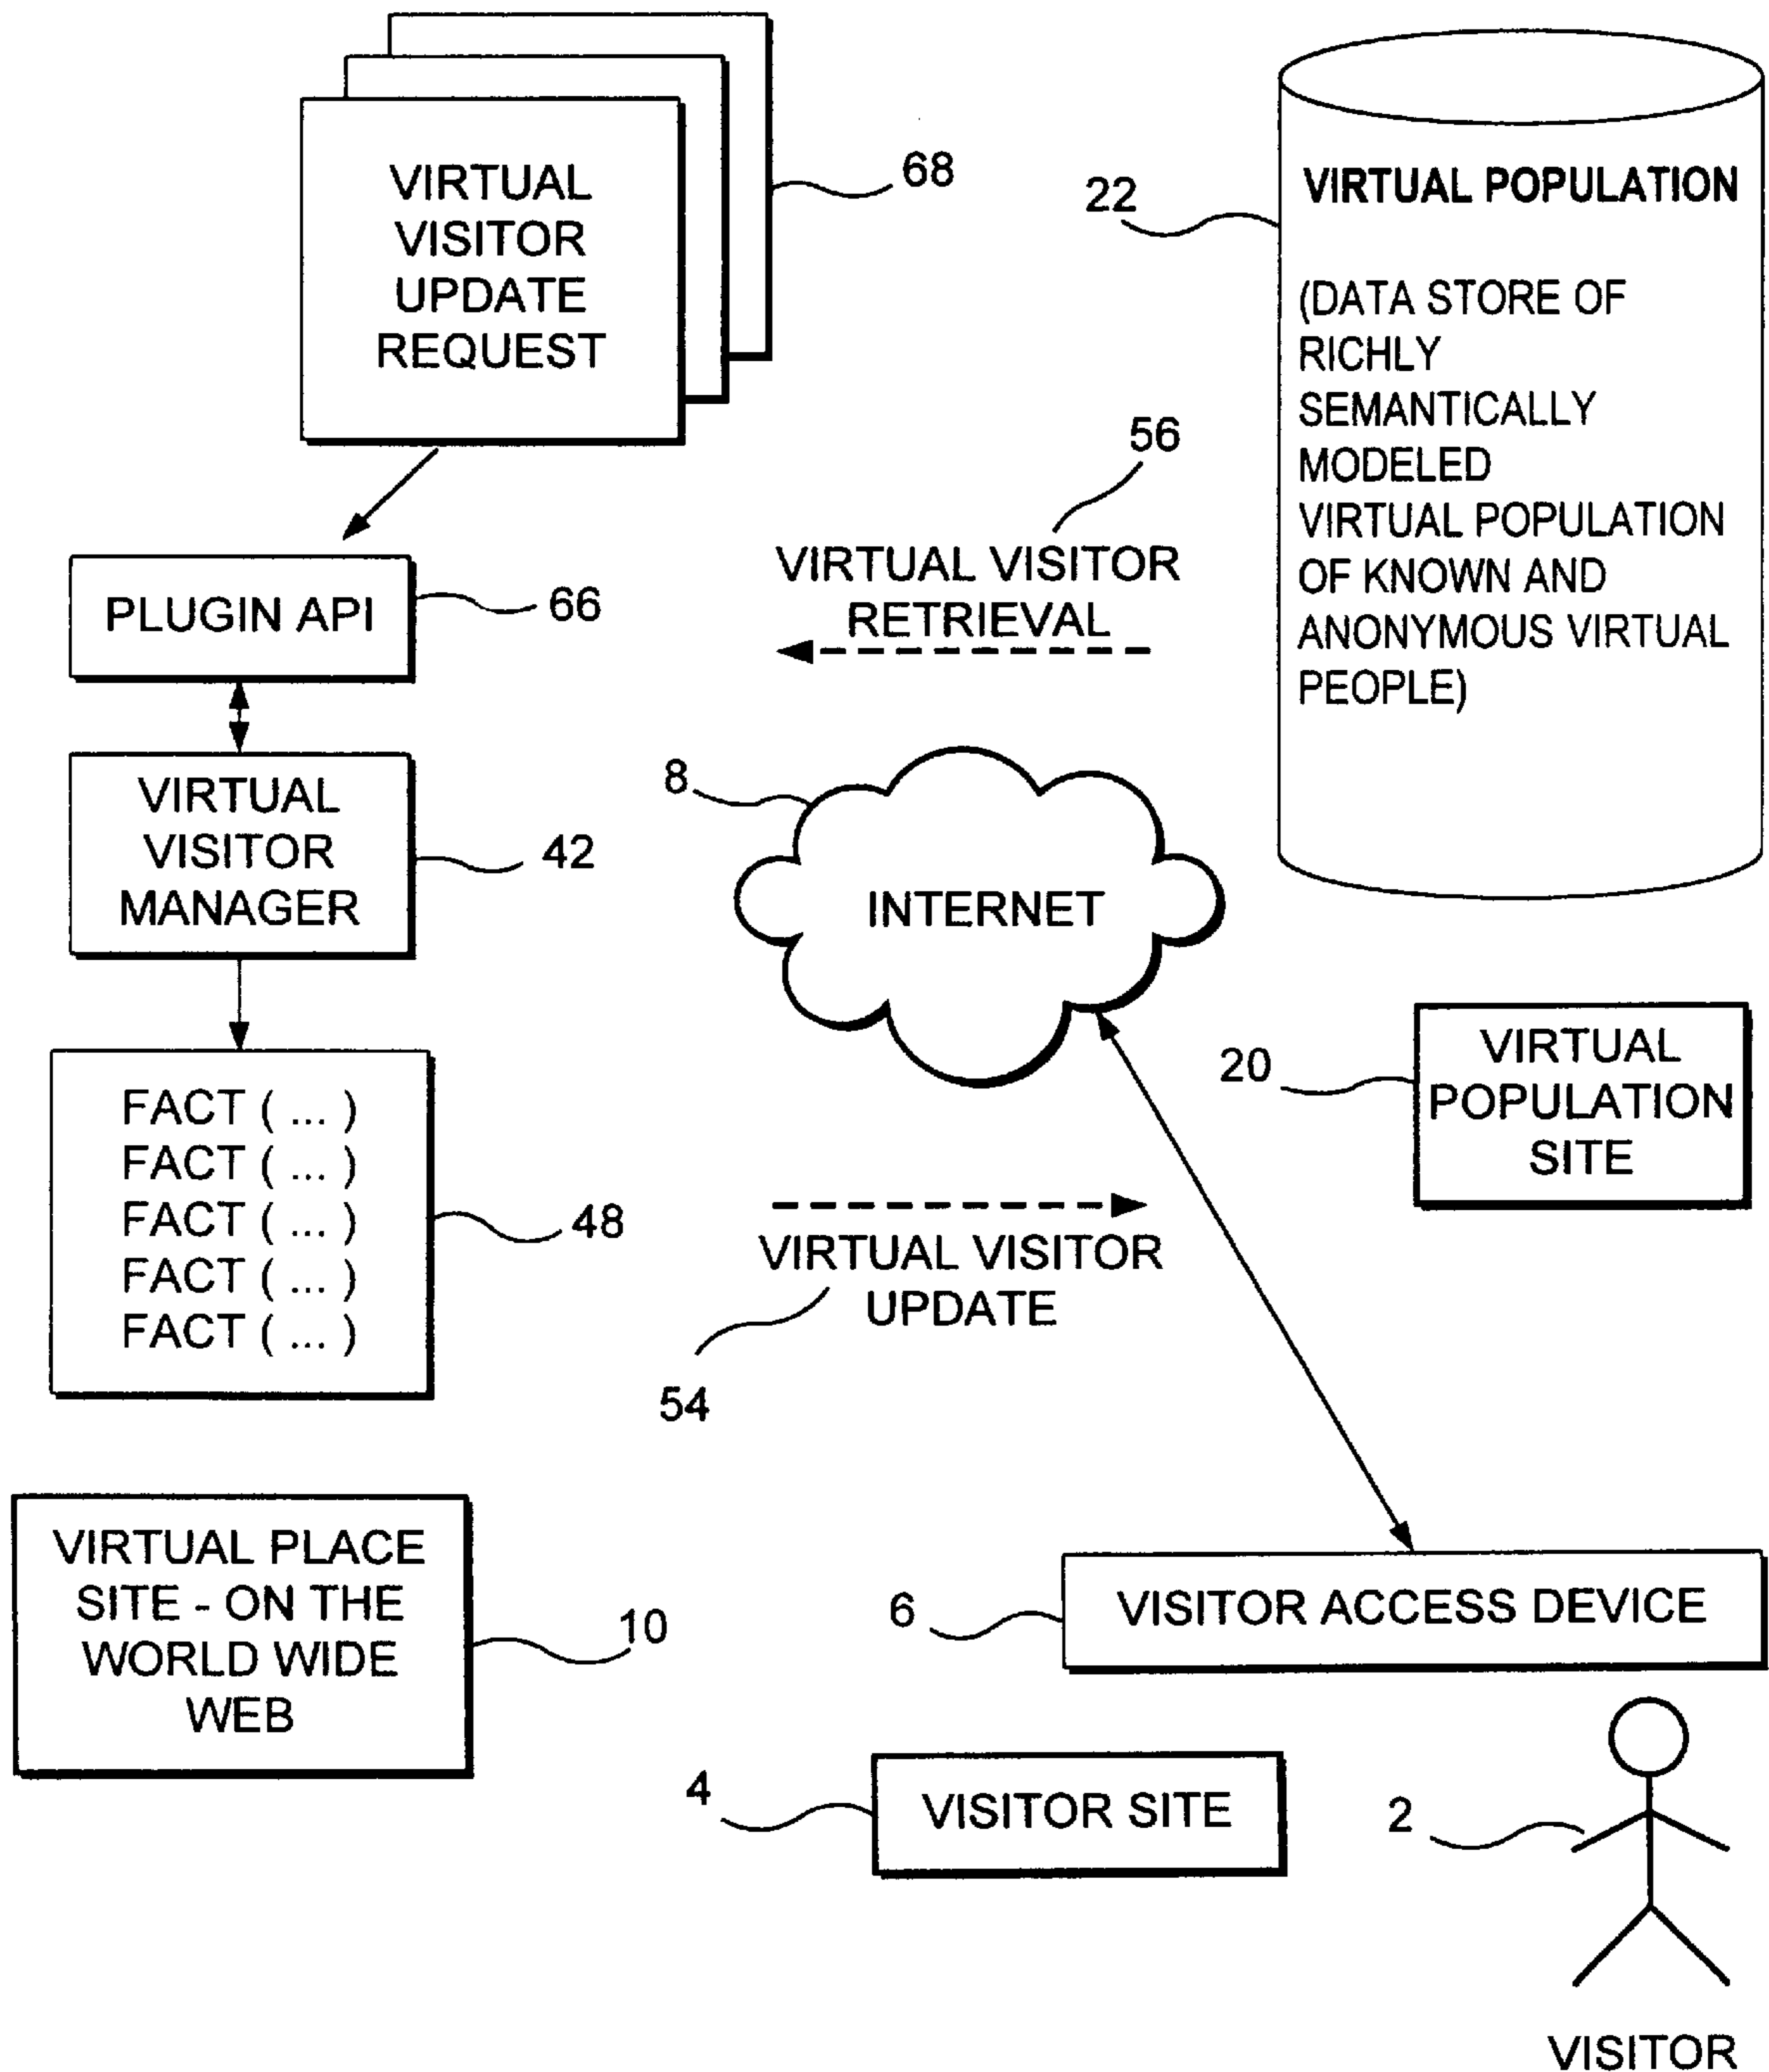 VIRTUAL
VISITOR
UPDATE
REQUEST
68
22
VIRTUAL POPULATION
(DATA STORE OF
RICHLY
SEMANTICALLY
MODELED
VIRTUAL POPULATION
OF KNOWN AND
ANONYMOUS VIRTUAL
PEOPLE)
56
VIRTUAL VISITOR
RETRIEVAL
PLUGIN API
66
VIRTUAL
VISITOR
MANAGER
42
8
INTERNET
20
VIRTUAL
POPULATION
SITE
FACT ( ... )
FACT ( ... )
FACT ( ... )
FACT ( ... )
FACT ( ... )
48
VIRTUAL VISITOR
UPDATE
54
VIRTUAL PLACE
SITE - ON THE
WORLD WIDE
WEB
10
6
VISITOR ACCESS DEVICE
4
VISITOR SITE
2
VISITOR